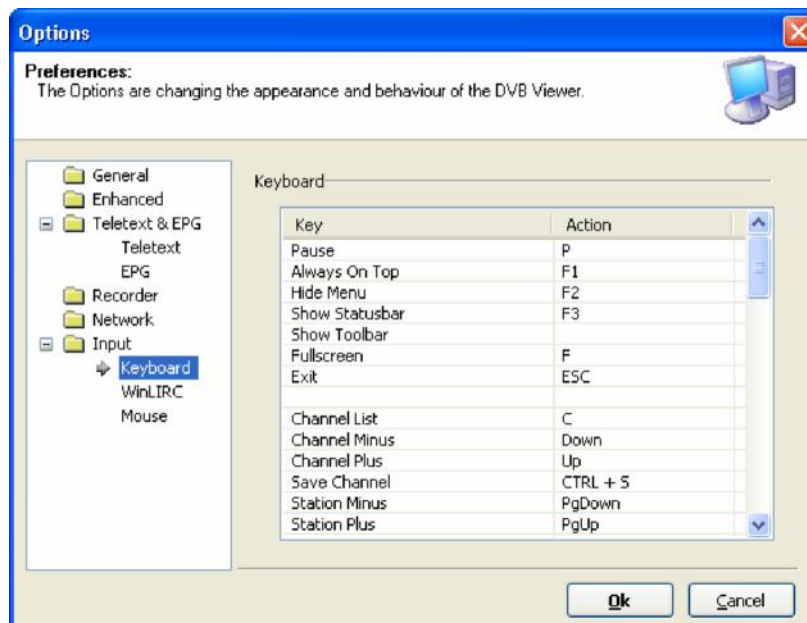 Options
Preferences:
The Options are changing the appearance and behaviour of the DVB Viewer.
General
Enhanced
Teletext & EPG
Teletext
EPG
Recorder
Network
Input
Keyboard
WinLIRC
Mouse
Keyboard
Key Action
Pause P
Always On Top F1
Hide Menu F2
Show Statusbar F3
Show Toolbar
Fullscreen F
Exit ESC
Channel List C
Channel Minus Down
Channel Plus Up
Save Channel CTRL + S
Station Minus PgDown
Station Plus PgUp
Ok Cancel